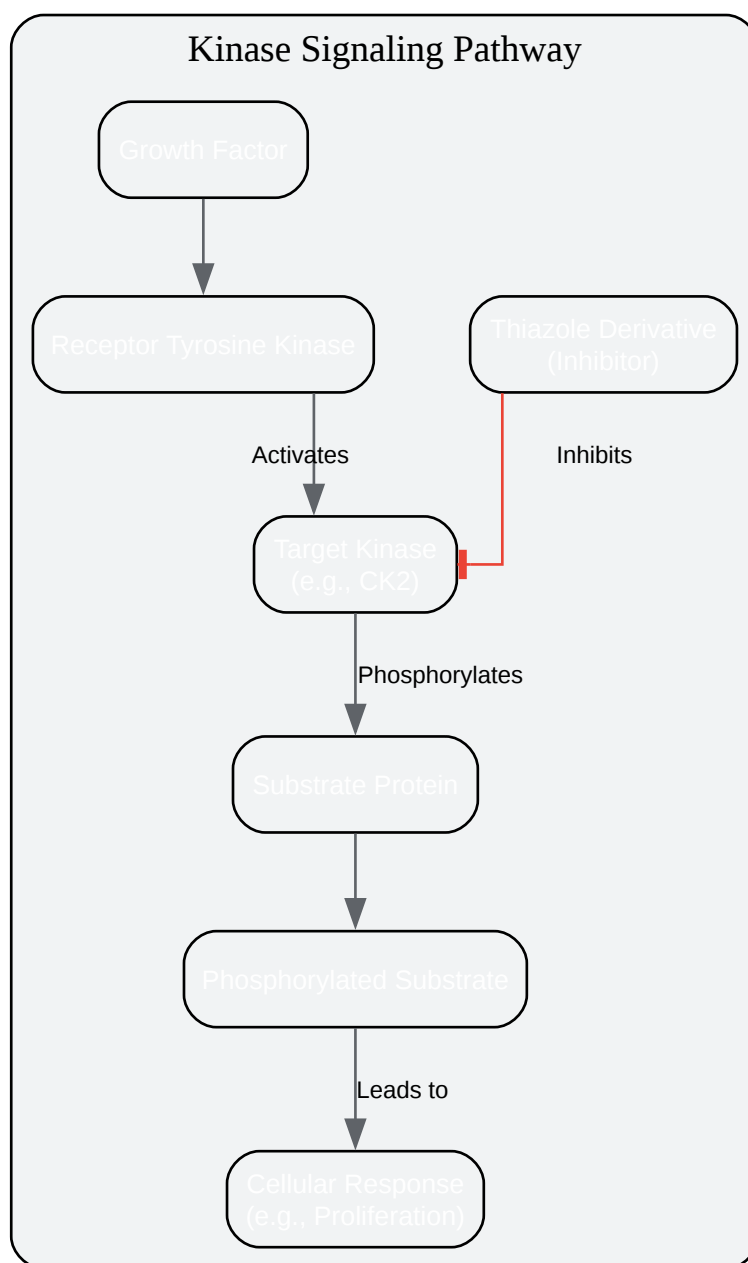 Kinase Signaling Pathway
Growth Factor
Receptor Tyrosine Kinase
Thiazole Derivative
(Inhibitor)
Activates
Inhibits
Target Kinase
(e.g., CK2)
Phosphorylates
Substrate Protein
Phosphorylated Substrate
Leads to
Cellular Response
(e.g., Proliferation)